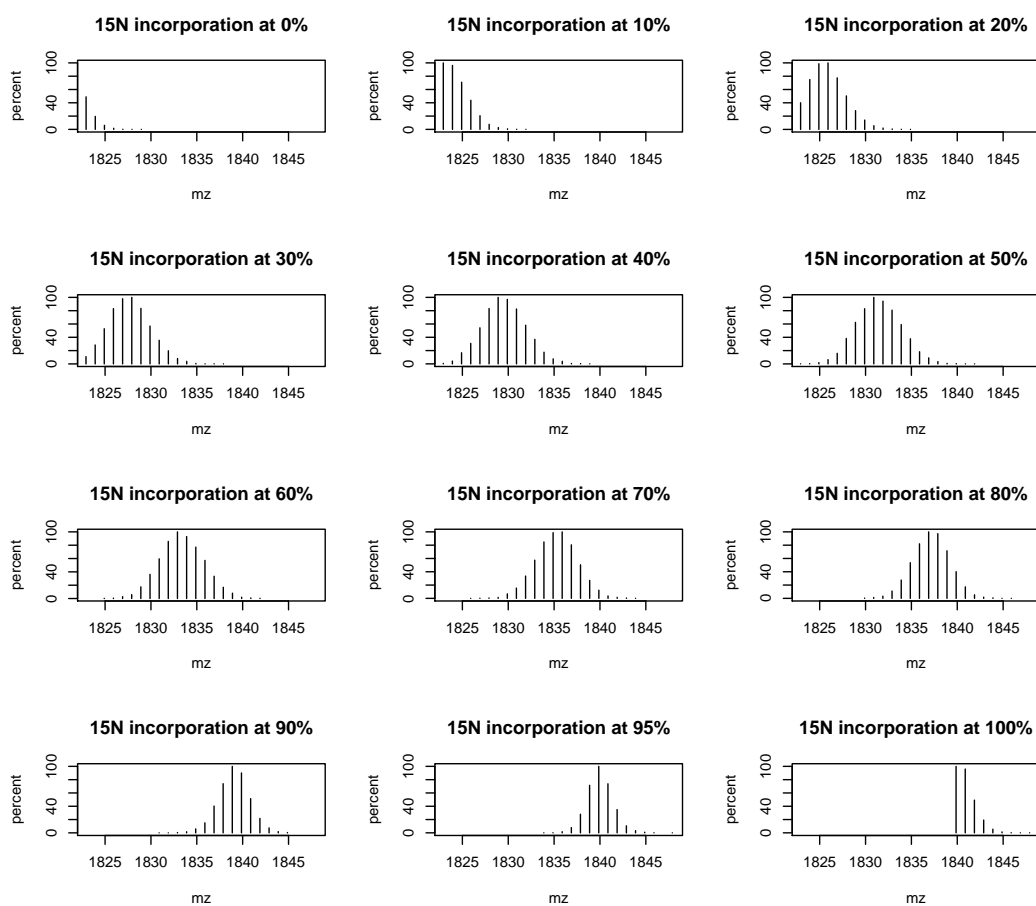 15N incorporation at 0%
percent
0 40 100
1825 1830 1835 1840 1845
mz
15N incorporation at 10%
percent
0 40 100
1825 1830 1835 1840 1845
mz
15N incorporation at 20%
percent
0 40 100
1825 1830 1835 1840 1845
mz
15N incorporation at 30%
percent
0 40 100
1825 1830 1835 1840 1845
mz
15N incorporation at 40%
percent
0 40 100
1825 1830 1835 1840 1845
mz
15N incorporation at 50%
percent
0 40 100
1825 1830 1835 1840 1845
mz
15N incorporation at 60%
percent
0 40 100
1825 1830 1835 1840 1845
mz
15N incorporation at 70%
percent
0 40 100
1825 1830 1835 1840 1845
mz
15N incorporation at 80%
percent
0 40 100
1825 1830 1835 1840 1845
mz
15N incorporation at 90%
percent
0 40 100
1825 1830 1835 1840 1845
mz
15N incorporation at 95%
percent
0 40 100
1825 1830 1835 1840 1845
mz
15N incorporation at 100%
percent
0 40 100
1825 1830 1835 1840 1845
mz